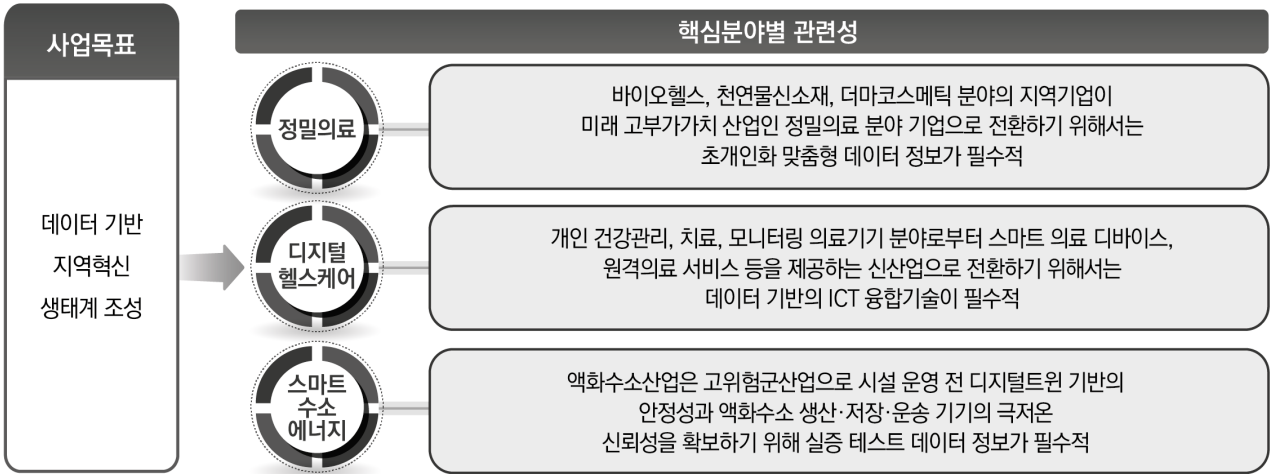 사업목표
데이터 기반
지역혁신
생태계 조성
핵심분야별 관련성
정밀의료
바이오헬스, 천연물신소재, 더마코스메틱 분야의 지역기업이
미래 고부가가치 산업인 정밀의료 분야 기업으로 전환하기 위해서는
초개인화 맞춤형 데이터 정보가 필수적
디지털
헬스케어
개인 건강관리, 치료, 모니터링 의료기기 분야로부터 스마트 의료 디바이스,
원격의료 서비스 등을 제공하는 신산업으로 전환하기 위해서는
데이터 기반의 ICT 융합기술이 필수적
스마트
수소
에너지
액화수소산업은 고위험군산업으로 시설 운영 전 디지털트윈 기반의
안정성과 액화수소 생산·저장·운송 기기의 극저온
신뢰성을 확보하기 위해 실증 테스트 데이터 정보가 필수적